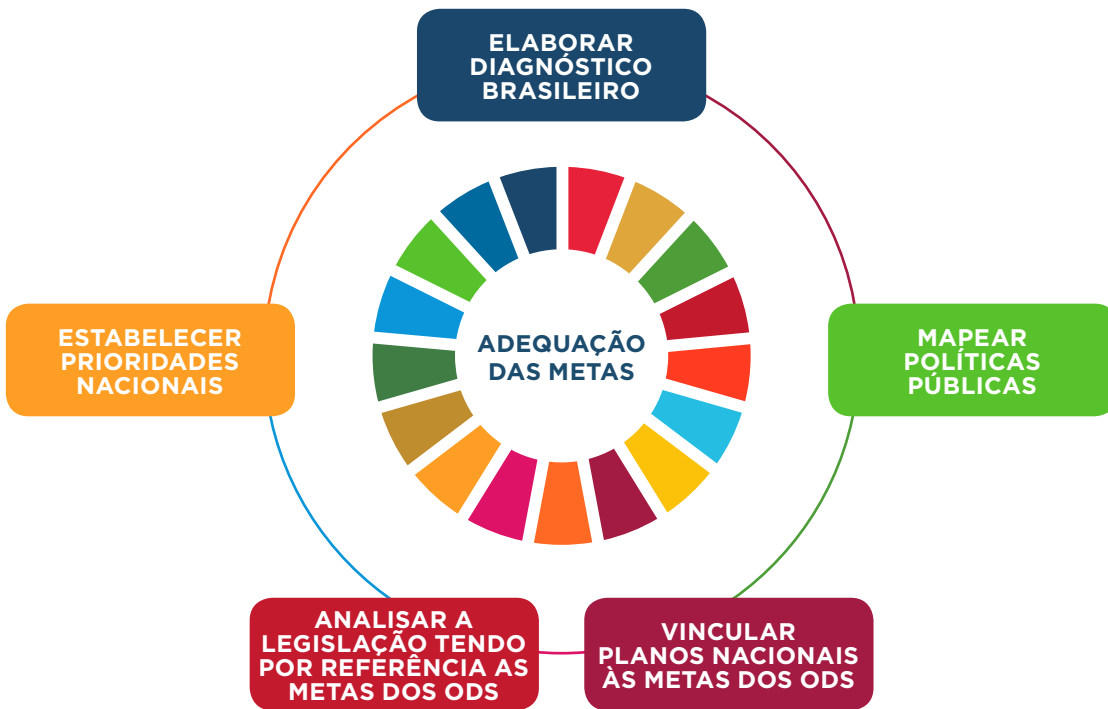 ELABORAR
DIAGNÓSTICO
BRASILEIRO
ESTABELECER
PRIORIDADES
NACIONAIS
ADEQUAÇÃO
DAS METAS
MAPEAR
POLÍTICAS
PÚBLICAS
ANALISAR A
LEGISLAÇÃO TENDO
POR REFERÊNCIA AS
METAS DOS ODS
VINCULAR
PLANOS NACIONAIS
ÀS METAS DOS ODS